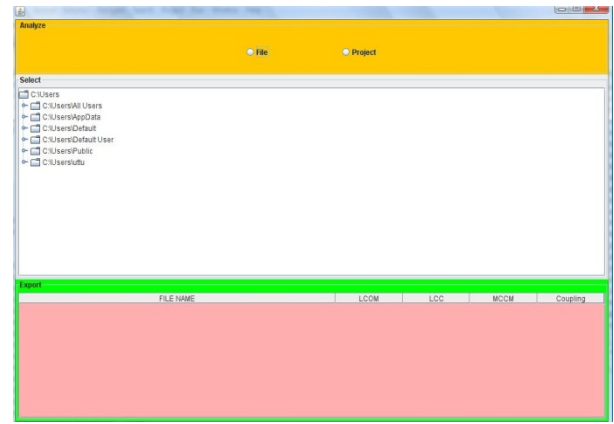 Analyze
File Project
Select
C:\Users
C:\Users\All Users
C:\Users\AppData
C:\Users\Default
C:\Users\Default User
C:\Users\Public
C:\Users\uttu
Export
FILE NAME LCOM LCC MCCM Coupling